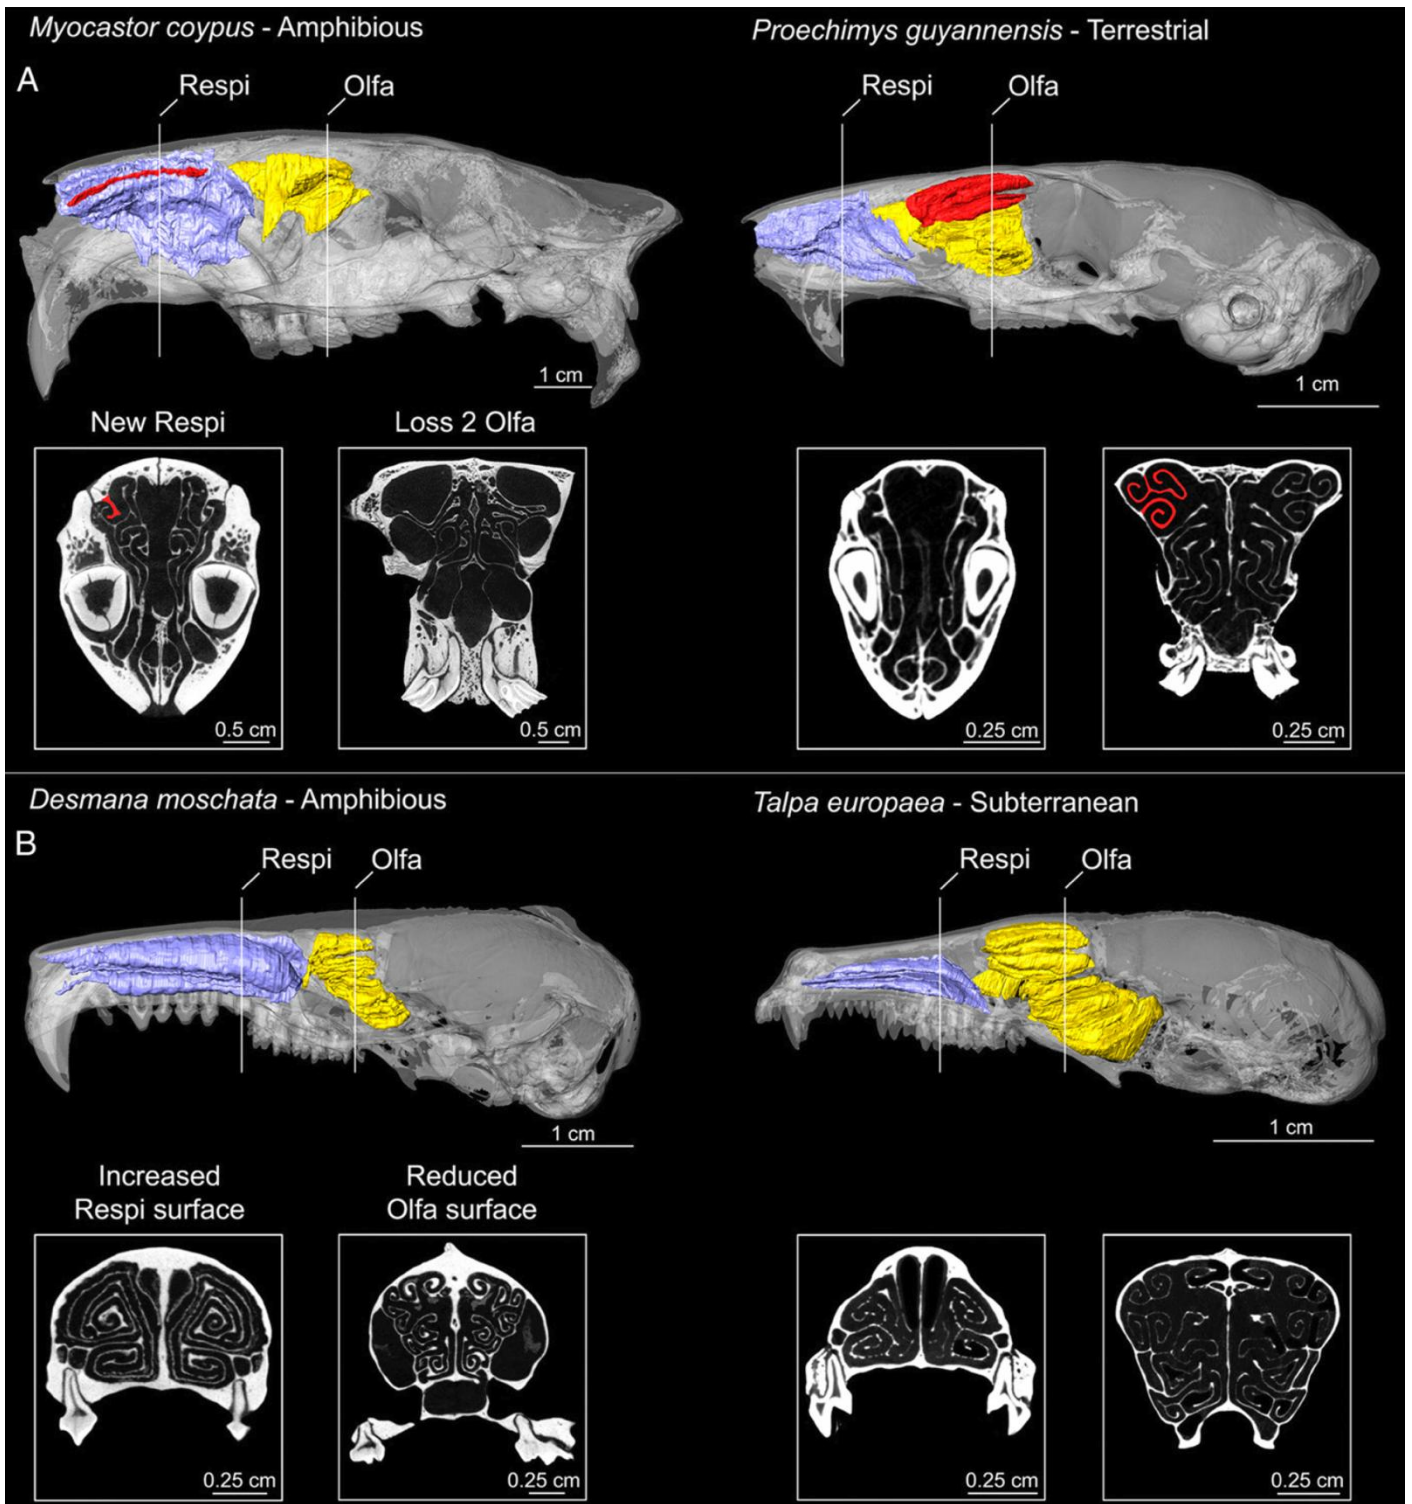 Myocastor coypus - Amphibious
Proechimys guyannensis - Terrestrial
A
Respi
Olfa
Respi
Olfa
1 cm
1 cm
New Respi
Loss 2 Olfa
0.5 cm
0.5 cm
0.25 cm
0.25 cm
Desmana moschata - Amphibious
Talpa europaea - Subterranean
B
Respi
Olfa
Respi
Olfa
1 cm
1 cm
Increased
Respi surface
Reduced
Olfa surface
0.25 cm
0.25 cm
0.25 cm
0.25 cm